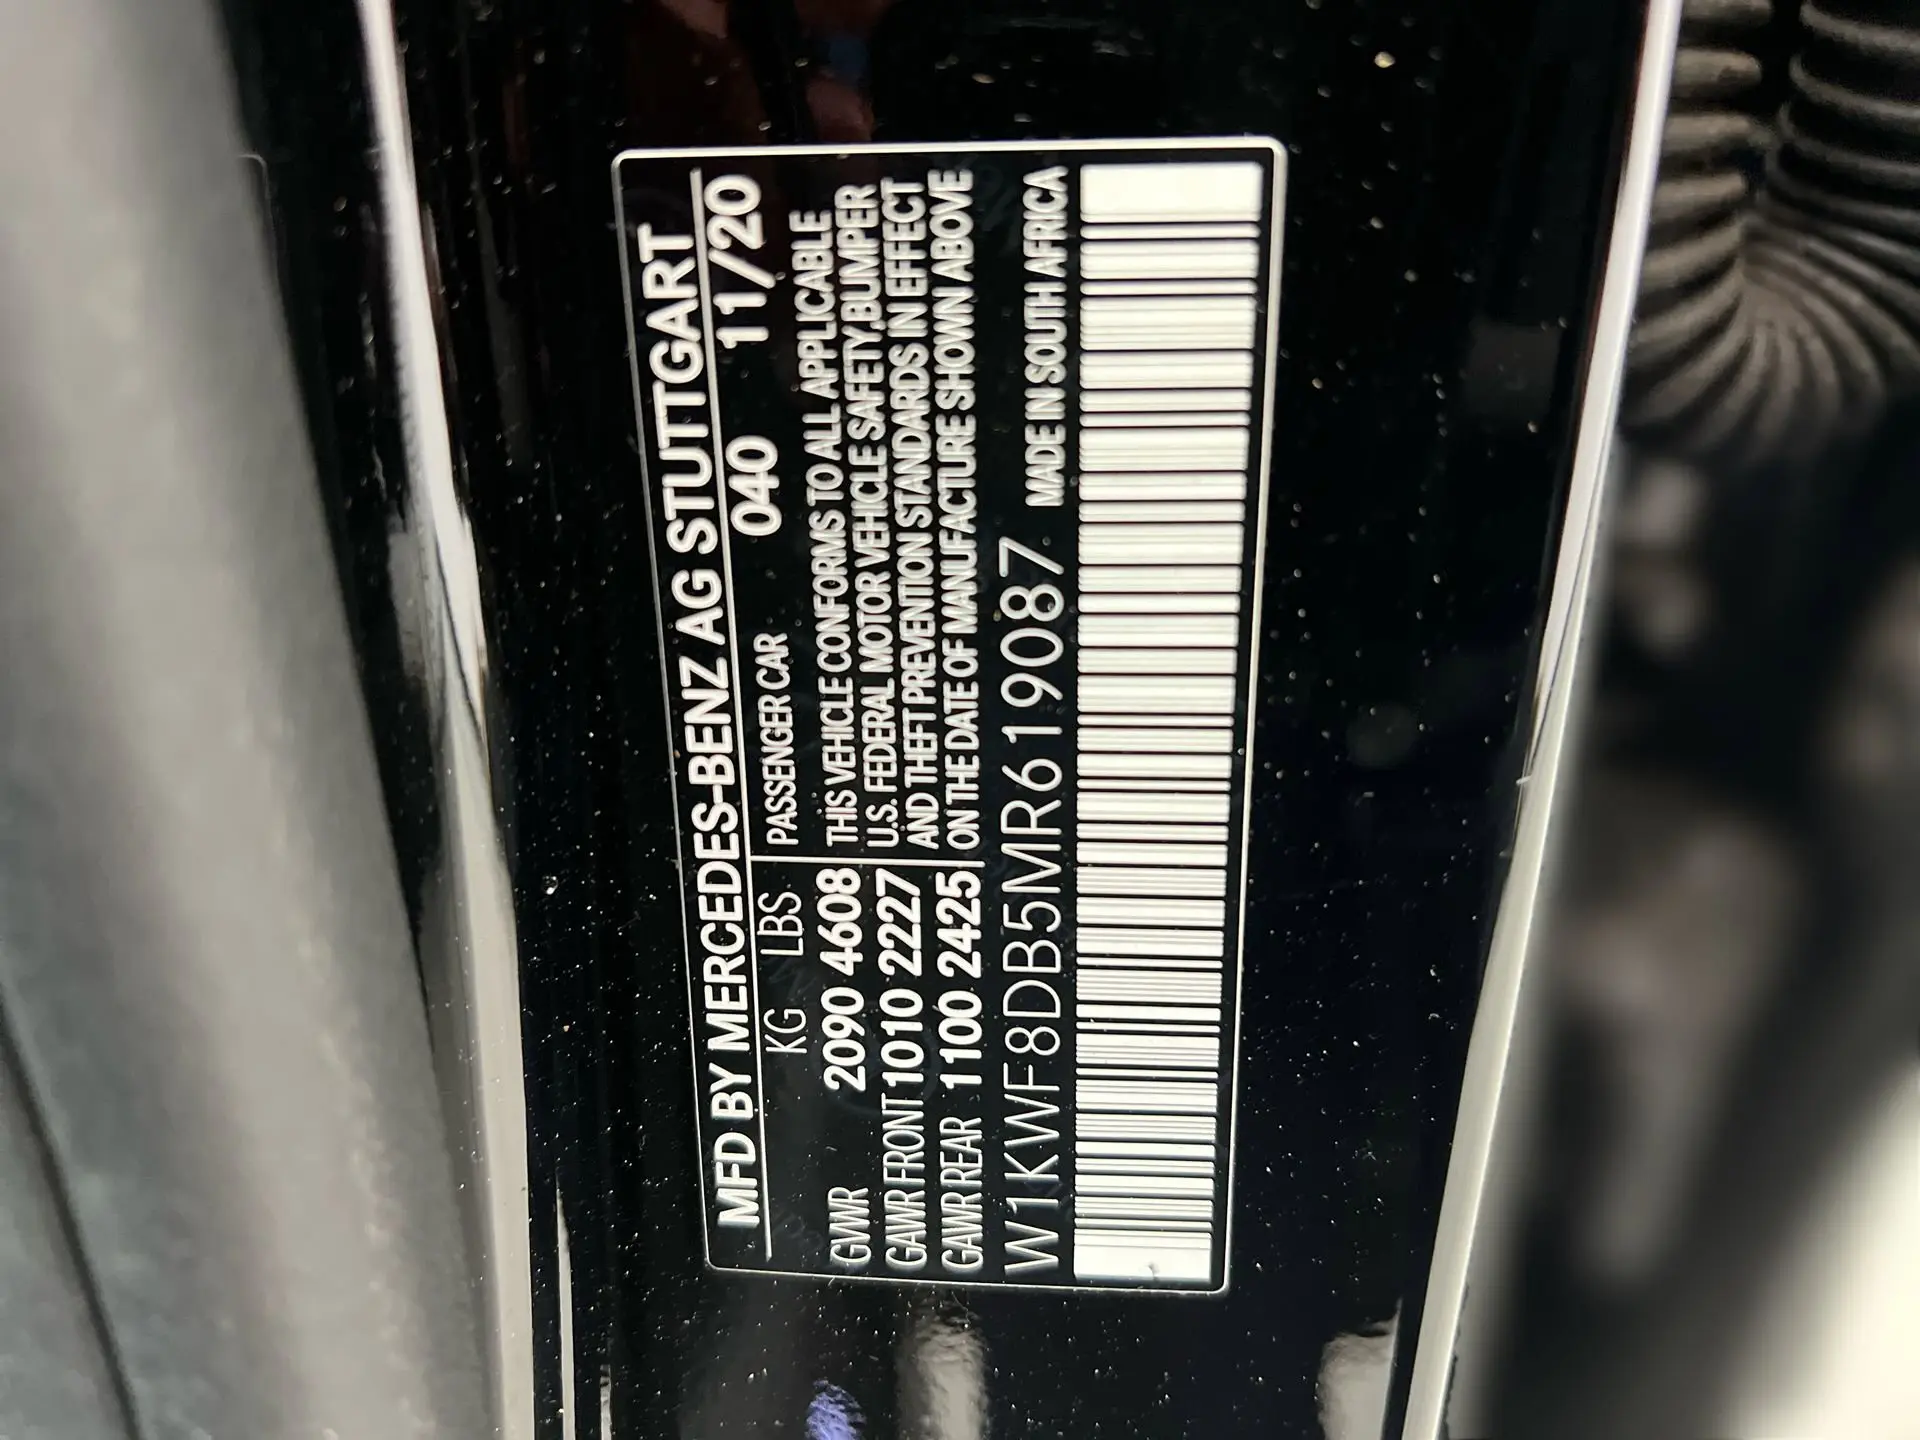 MFD BY MERCEDES-BENZ AG STUTTGART
KG LBS PASSENGER CAR 040 11/20
GVWR 2090 4608 THIS VEHICLE CONFORMS TO ALL APPLICABLE
GAWR FRONT 1010 2227 U.S. FEDERAL MOTOR VEHICLE SAFETY,BUMPER
GAWR REAR 1100 2425 AND THEFT PREVENTION STANDARDS IN EFFECT
ON THE DATE OF MANUFACTURE SHOWN ABOVE
W1KWF8DB5MR619087 MADE IN SOUTH AFRICA